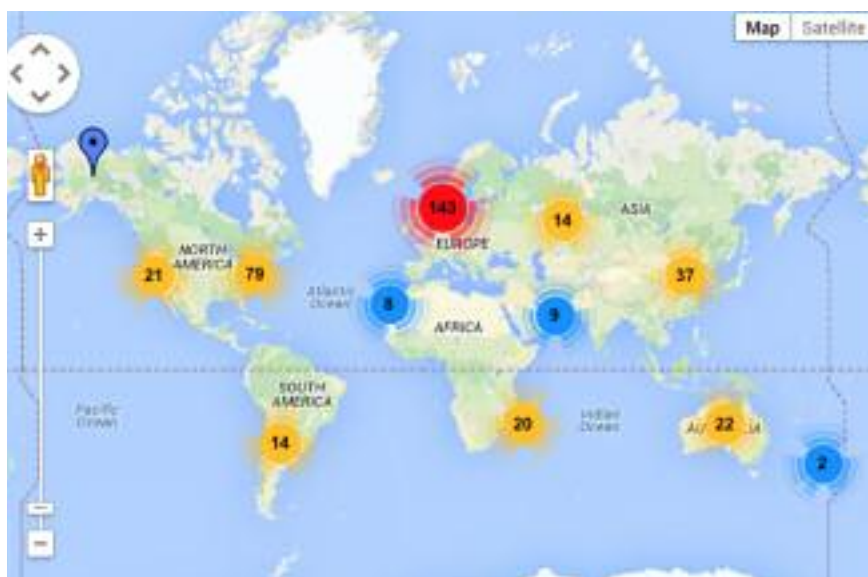 Map Satellite
143
14
ASIA
EUROPE
NORTH
AMERICA
21
79
37
Atlantic
Ocean
8
9
AFRICA
SOUTH
AMERICA
Pacific
Ocean
Indian
Ocean
14
20
22
2